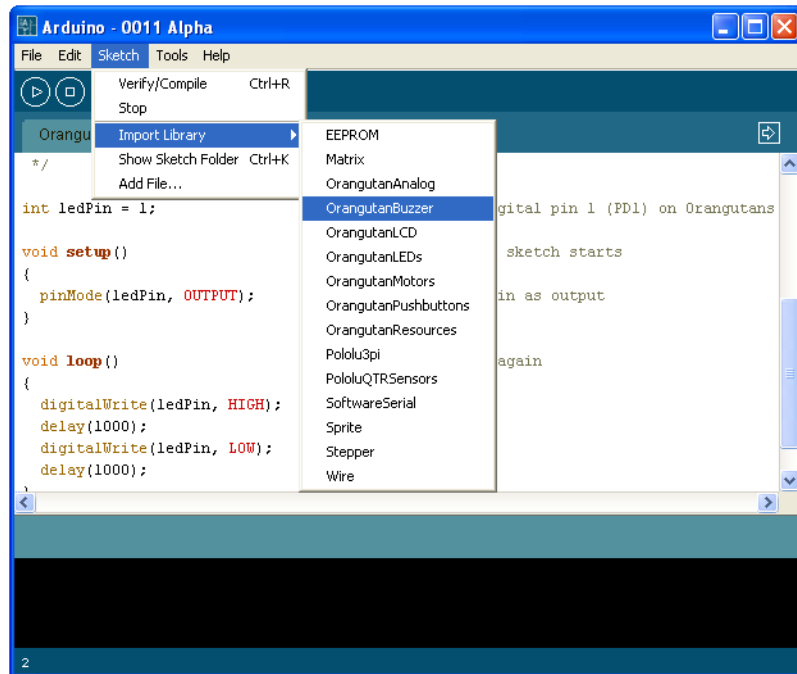 Arduino - 0011 Alpha
File Edit Sketch Tools Help
Verify/Compile Ctrl+R
Stop
Import Library
Show Sketch Folder Ctrl+K
Add File...
EEPROM
Matrix
OrangutanAnalog
OrangutanBuzzer
OrangutanLCD
OrangutanLEDs
OrangutanMotors
OrangutanPushbuttons
OrangutanResources
Pololu3pi
PololuQTRSensors
SoftwareSerial
Sprite
Stepper
Wire
Orangu
*/
int ledPin = 1; gital pin 1 (PD1) on Orangutans
void setup() sketch starts
{
pinMode(ledPin, OUTPUT); in as output
}
void loop() again
{
digitalWrite(ledPin, HIGH);
delay(1000);
digitalWrite(ledPin, LOW);
delay(1000);
2